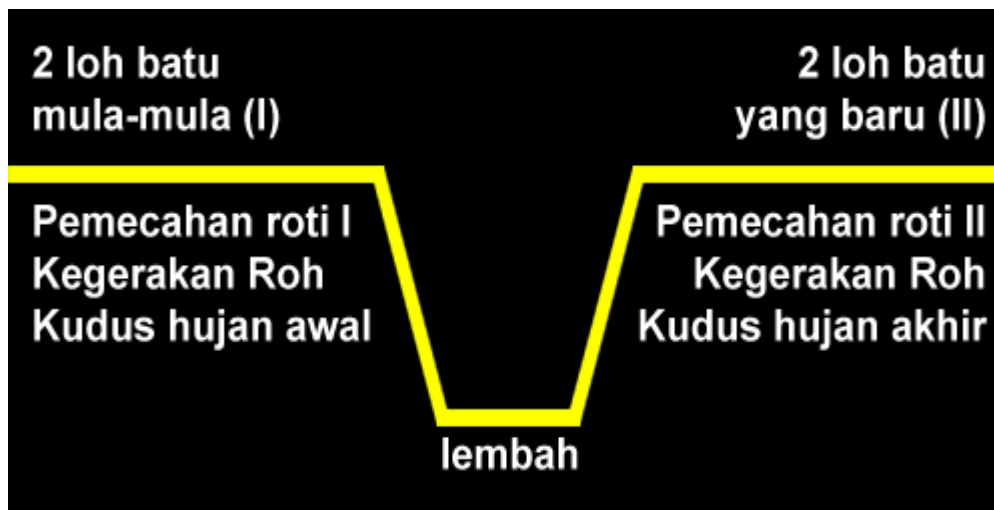 2 loh batu
mula-mula (I)
2 loh batu
yang baru (II)
Pemecahan roti I
Kegerakan Roh
Kudus hujan awal
Pemecahan roti II
Kegerakan Roh
Kudus hujan akhir
lembah